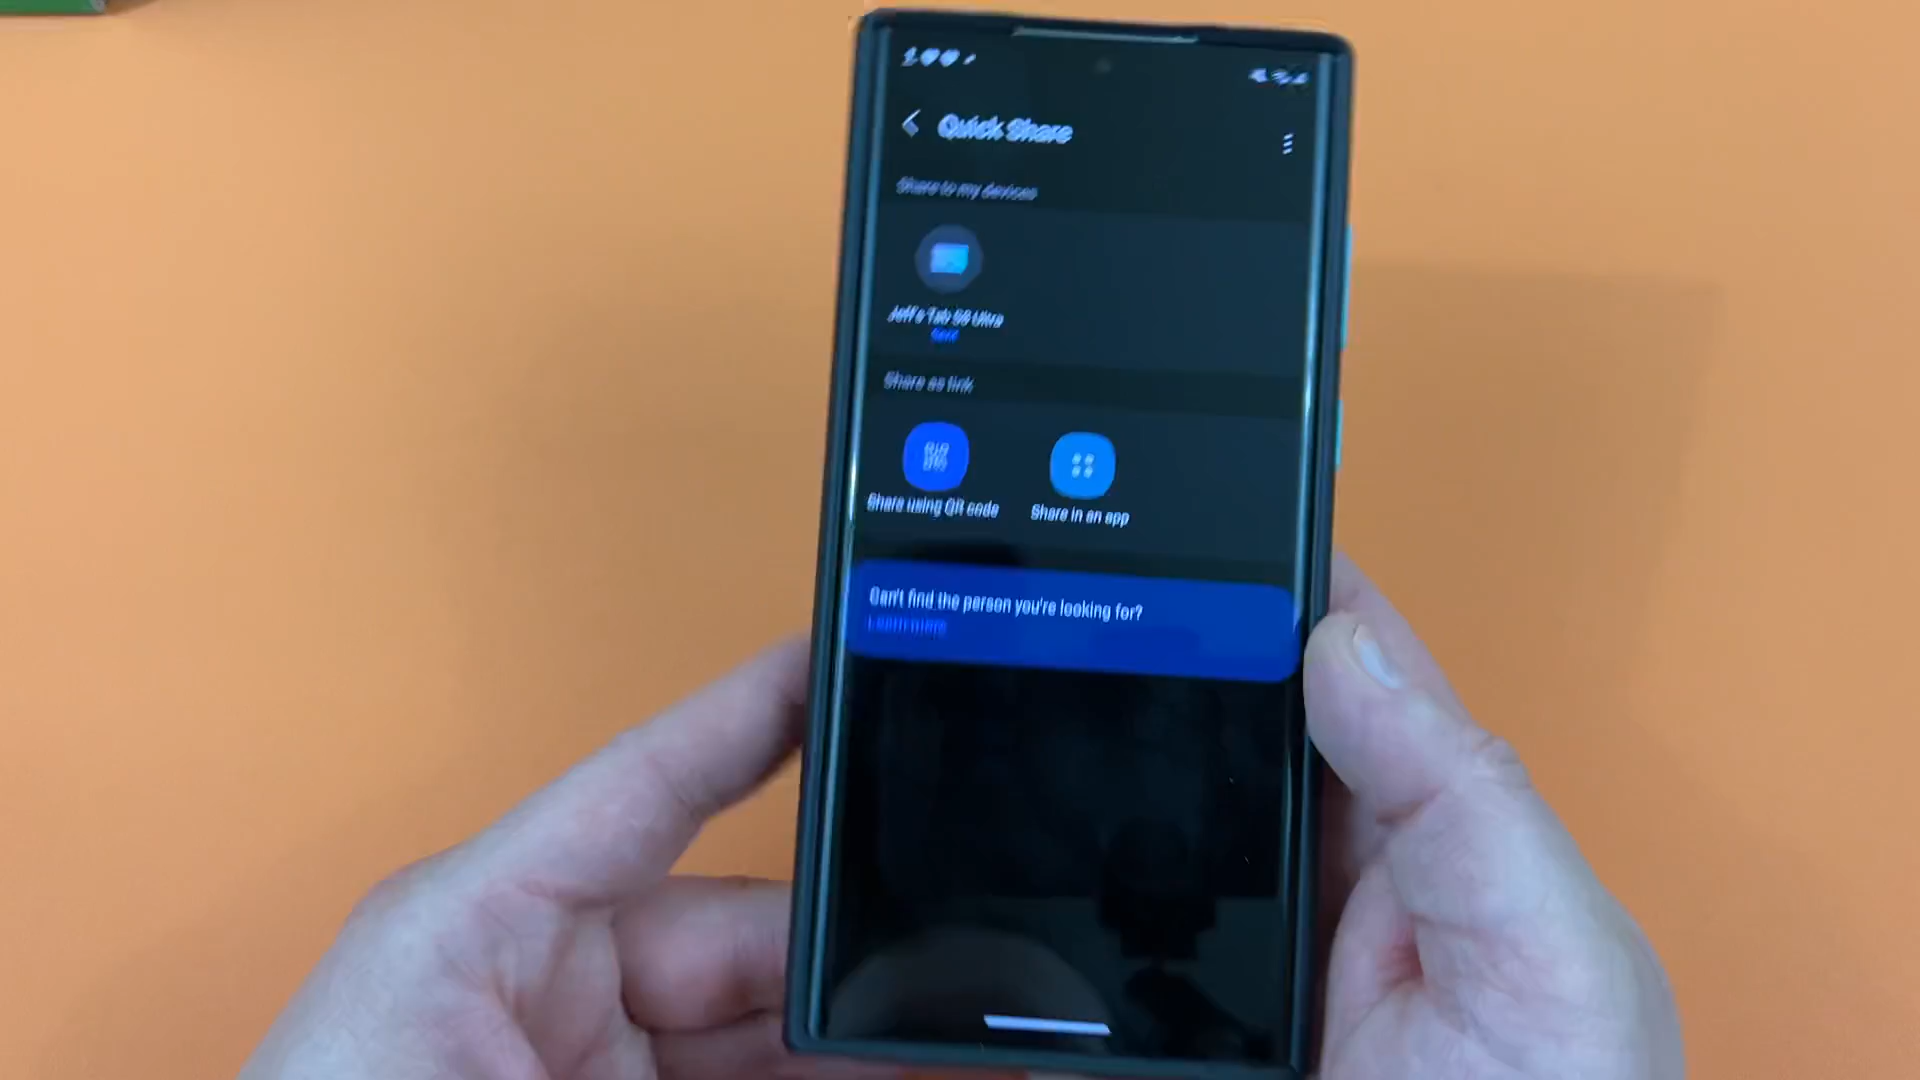 Quick Share
Share to my devices
Jeff's Tab S8 Ultra
Sent
Share as link
Share using QR code
Share in an app
Can't find the person you're looking for?
Learn more